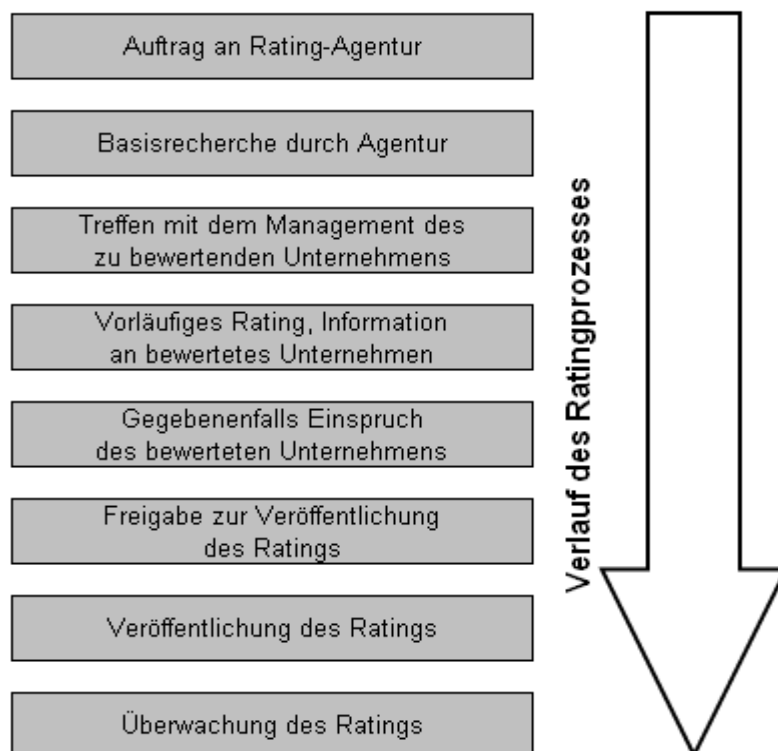 Auftrag an Rating-Agentur
Basisrecherche durch Agentur
Treffen mit dem Management des
zu bewertenden Unternehmens
Vorläufiges Rating, Information
an bewertetes Unternehmen
Gegebenenfalls Einspruch
des bewerteten Unternehmens
Freigabe zur Veröffentlichung
des Ratings
Veröffentlichung des Ratings
Überwachung des Ratings
Verlauf des Ratingprozesses